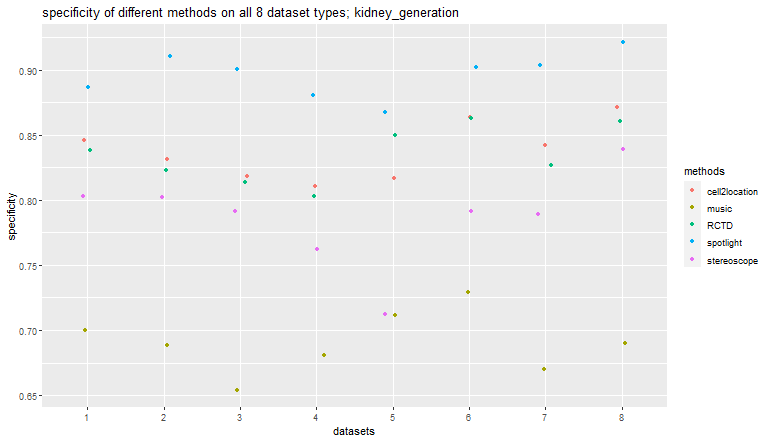 specificity of different methods on all 8 dataset types; kidney_generation
0.90
0.85
0.80
0.75
0.70
0.65
specificity
1 2 3 4 5 6 7 8
datasets
methods
cell2location
music
RCTD
spotlight
stereoscope